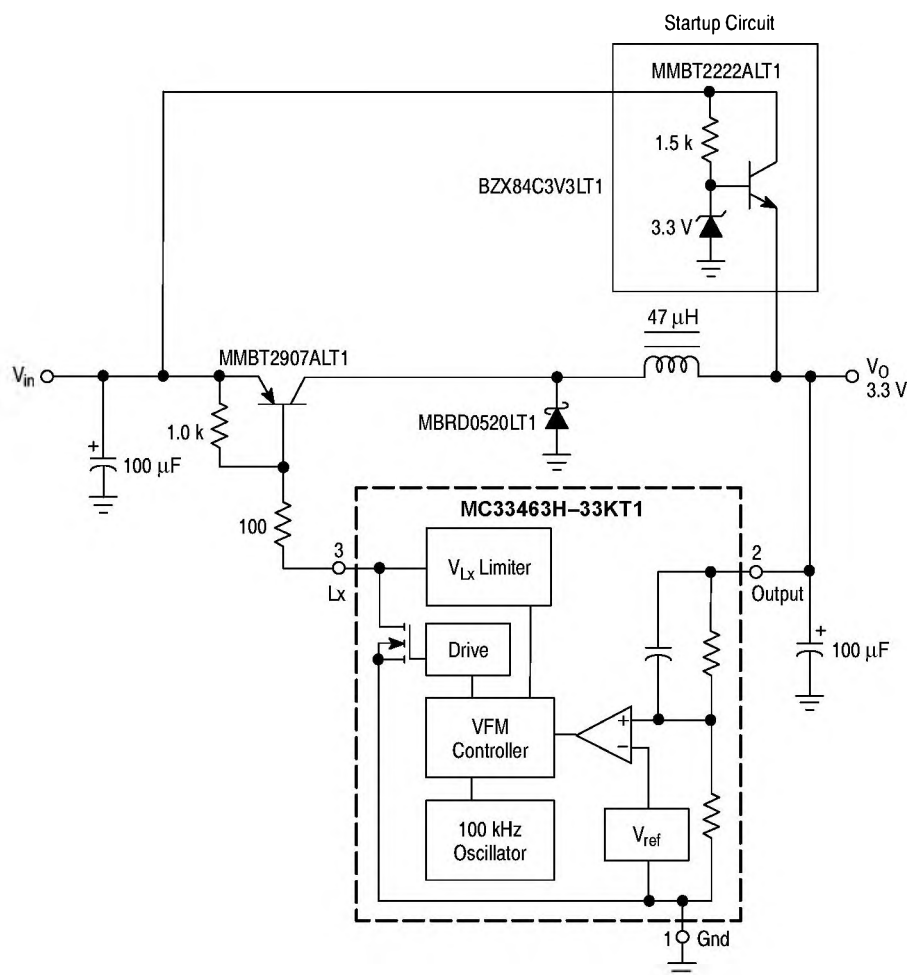 Startup Circuit
MMBT2222ALT1
1.5 k
BZX84C3V3LT1
3.3 V
47 μH
V_in
MMBT2907ALT1
V_O
3.3 V
1.0 k
MBRD0520LT1
+
100 μF
100
MC33463H–33KT1
3
Lx
V_Lx Limiter
2
Output
+
100 μF
Drive
VFM
Controller
+
–
100 kHz
Oscillator
V_ref
1
Gnd